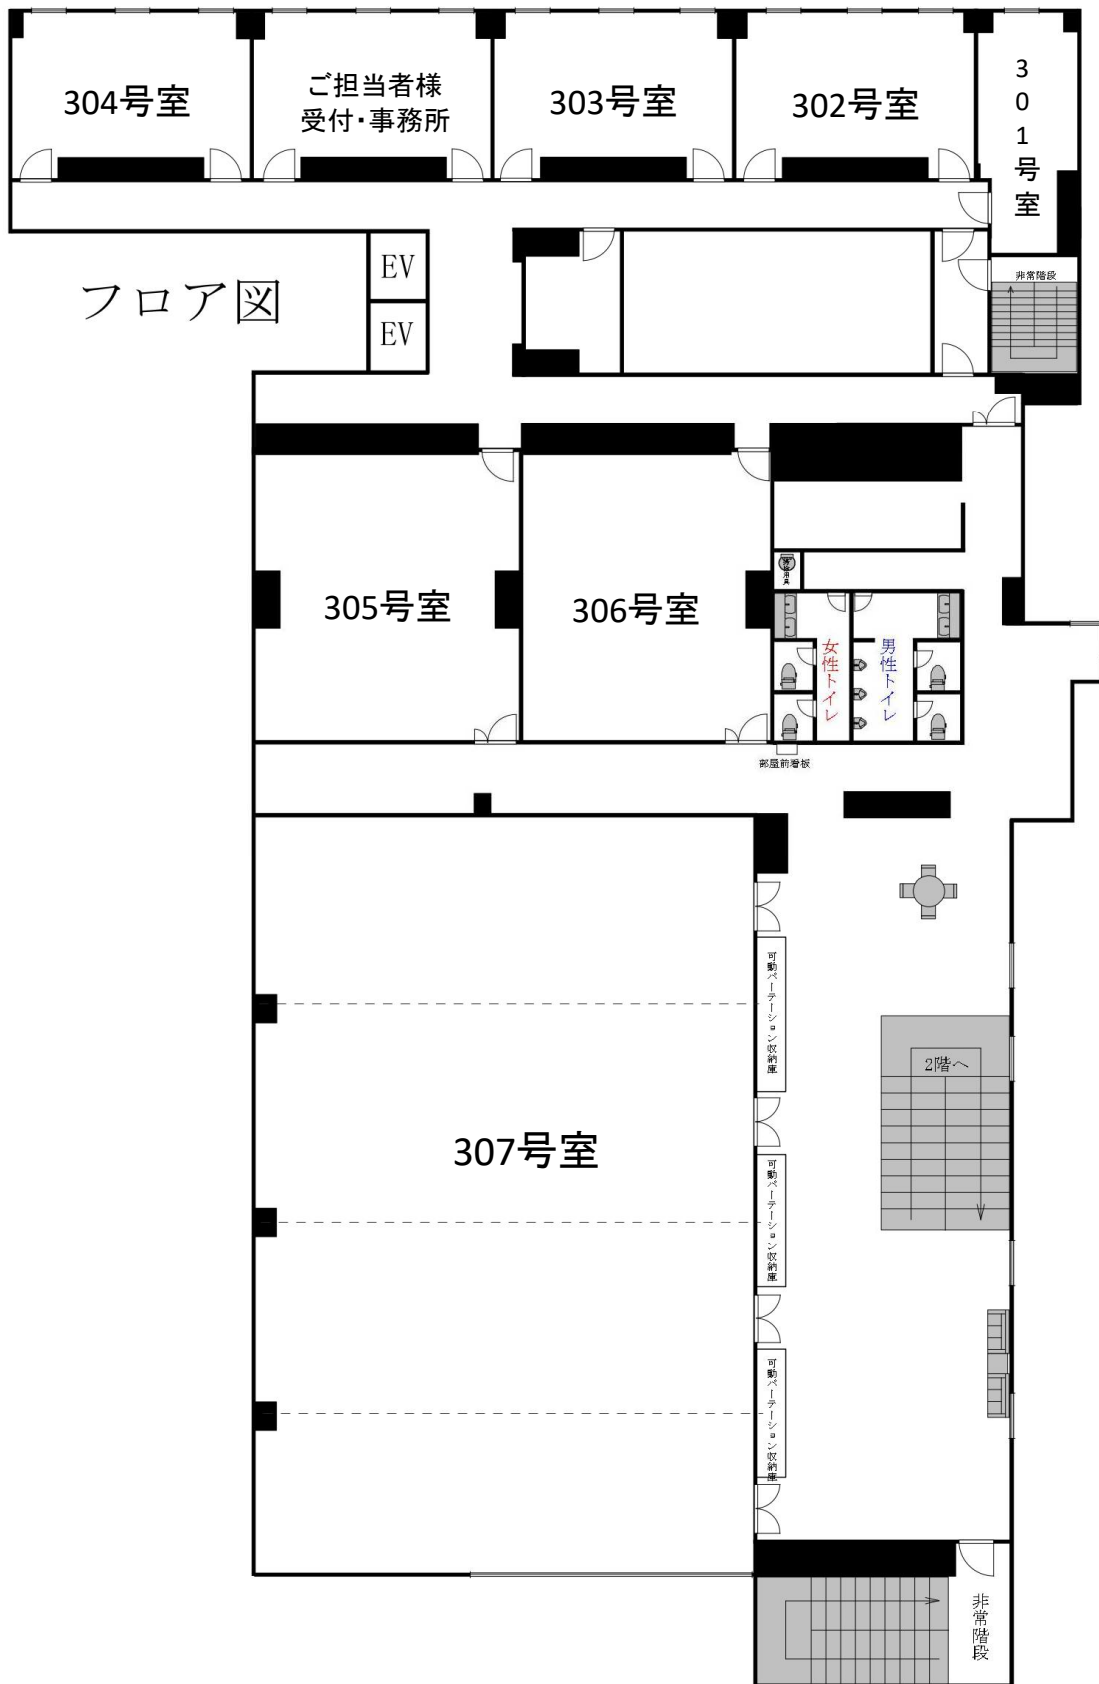 304号室
ご担当者様
受付・事務所
303号室
302号室
301号室
フロア図
EV
EV
非常階段
305号室
306号室
掃除用具
女性トイレ
男性トイレ
部屋前看板
可動パーテーション収納庫
2階へ
307号室
可動パーテーション収納庫
可動パーテーション収納庫
非常階段